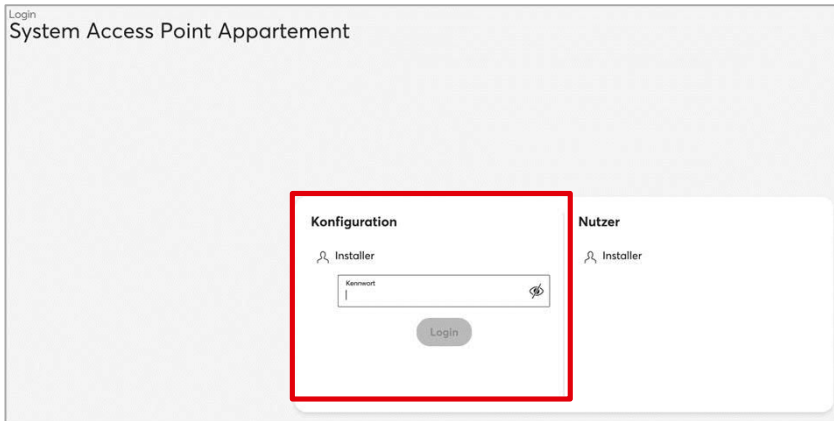 Login
System Access Point Appartement
Konfiguration
Installer
Kennwort
Login
Nutzer
Installer